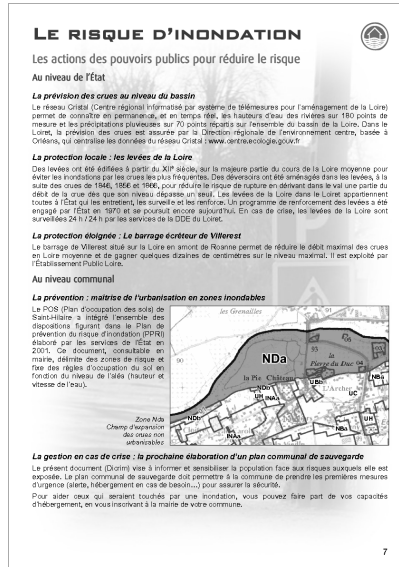 LE RISQUE D'INONDATION
Les actions des pouvoirs publics pour réduire le risque
Au niveau de l'État
La prévision des crues au niveau du bassin
Le réseau Cristal (Centre régional informatisé par système de télémesures pour l'aménagement de la Loire)
permet de connaître en permanence, et en temps réel, les hauteurs d'eau des rivières sur 180 points de
mesure et les précipitations pluvieuses sur 70 points répartis sur l'ensemble du bassin de la Loire. Dans le
Loiret, la prévision des crues est assurée par la Direction régionale de l'environnement centre, basée à
Orléans, qui centralise les données du réseau Cristal : www.centre.ecologie.gouv.fr
La protection locale : les levées de la Loire
Des levées ont été édifiées à partir du XIIe siècle, sur la majeure partie du cours de la Loire moyenne pour
éviter les inondations par les crues les plus fréquentes. Des déversoirs ont été aménagés dans les levées, à la
suite des crues de 1846, 1856 et 1866, pour réduire le risque de rupture en dérivant dans le val une partie du
débit de la crue dès que son niveau dépasse un seuil. Les levées de la Loire dans le Loiret appartiennent
toutes à l'État qui les entretient, les surveille et les renforce. Un programme de renforcement des levées a été
engagé par l'État en 1970 et se poursuit encore aujourd'hui. En cas de crise, les levées de la Loire sont
surveillées 24 h / 24 h par les services de la DDE du Loiret.
La protection éloignée : Le barrage écrêteur de Villerest
Le barrage de Villerest situé sur la Loire en amont de Roanne permet de réduire le débit maximal des crues
en Loire moyenne et de gagner quelques dizaines de centimètres sur le niveau maximal. Il est exploité par
l'Établissement Public Loire.
Au niveau communal
La prévention : maîtrise de l'urbanisation en zones inondables
Le POS (Plan d'occupation des sols) de
Saint-Hilaire a intégré l'ensemble des
dispositions figurant dans le Plan de
prévention du risque d'inondation (PPRI)
élaboré par les services de l'État en
2001. Ce document, consultable en
mairie, délimite des zones de risque et
fixe des règles d'occupation du sol en
fonction du niveau de l'aléa (hauteur et
vitesse de l'eau).
Zone Nda
Champ d'expansion
des crues non
urbanisables
les Grenailles
90
NDa
93
la
Pierre du Duc
la Pie
UBb
NBa
L'Archer
UC
NDb
UH
INAa
NDb
INAa
NBa
UH
La gestion en cas de crise : la prochaine élaboration d'un plan communal de sauvegarde
Le présent document (Dicrim) vise à informer et sensibiliser la population face aux risques auxquels elle est
exposée. Le plan communal de sauvegarde doit permettre à la commune de prendre les premières mesures
d'urgence (alerte, hébergement en cas de besoin...) pour assurer la sécurité.
Pour aider ceux qui seraient touchés par une inondation, vous pouvez faire part de vos capacités
d'hébergement, en vous inscrivant à la mairie de votre commune.
7